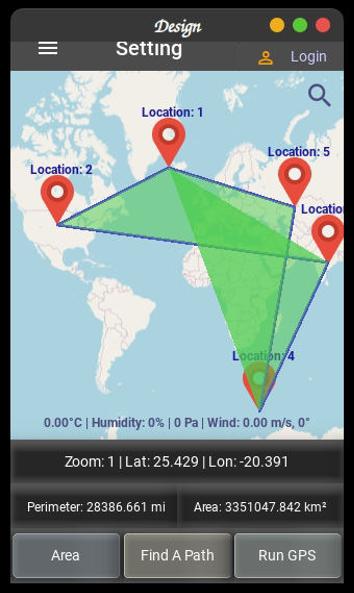 Design
Setting
Login
Location: 1
Location: 5
Location: 2
Location
Location: 4
0.00°C | Humidity: 0% | 0 Pa | Wind: 0.00 m/s, 0°
Zoom: 1 | Lat: 25.429 | Lon: -20.391
Perimeter: 28386.661 mi
Area: 3351047.842 km²
Area
Find A Path
Run GPS